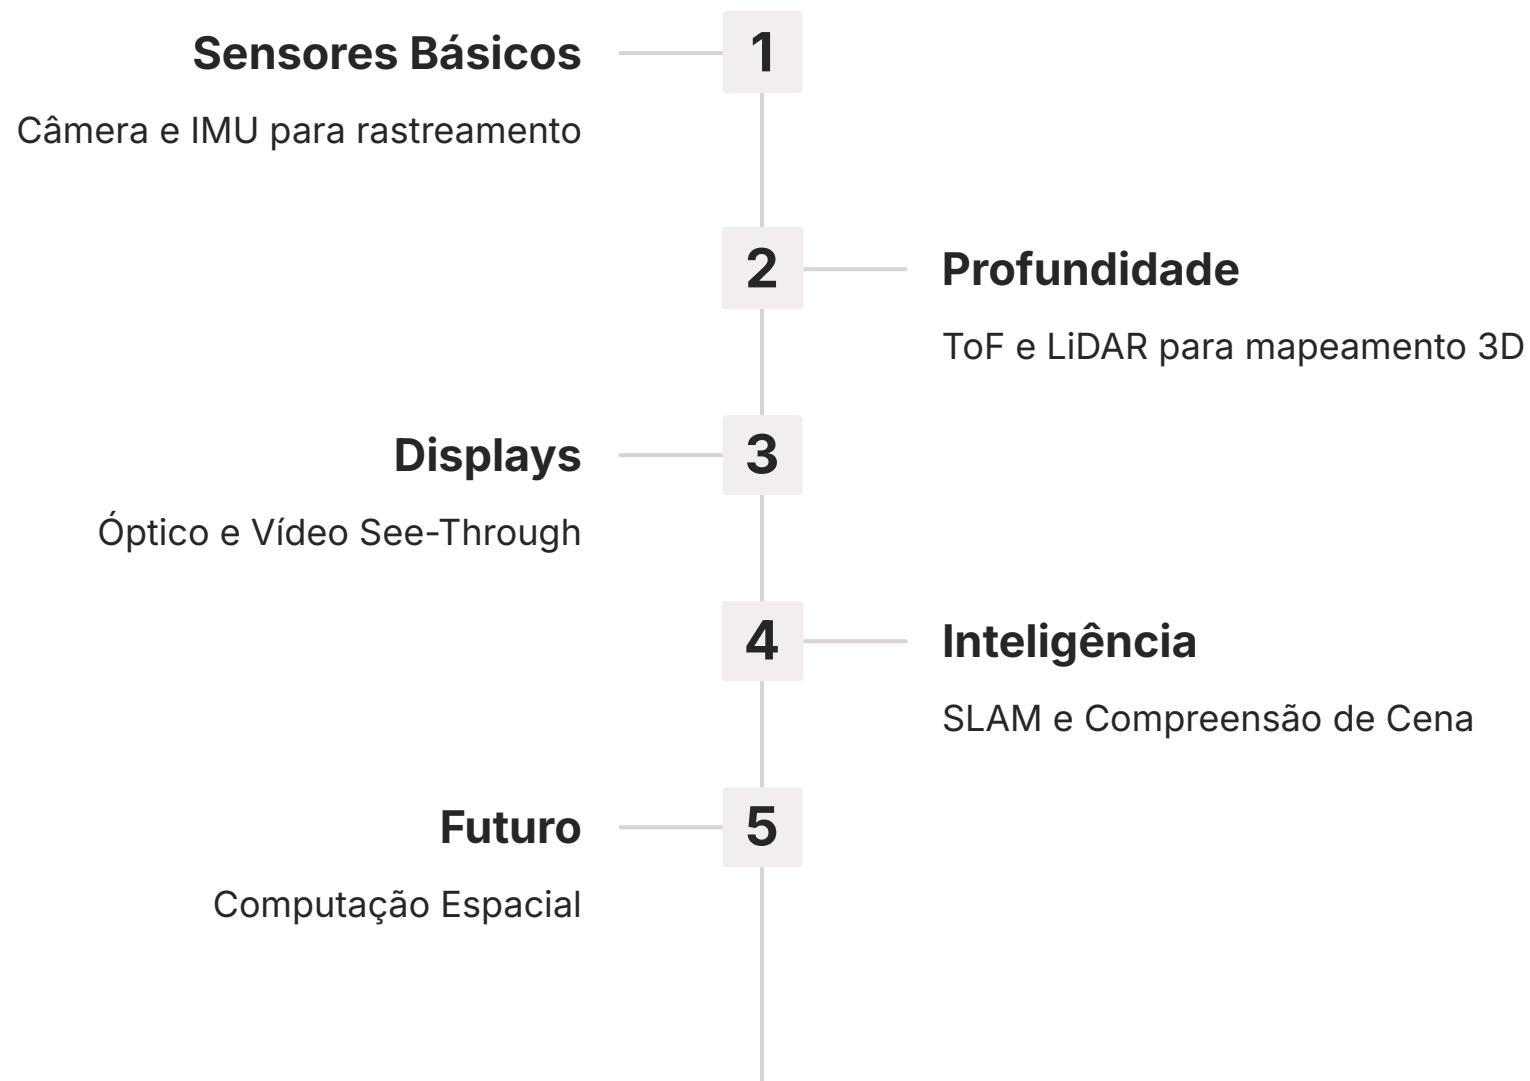 Sensores Básicos
1
Câmera e IMU para rastreamento
2
Profundidade
ToF e LiDAR para mapeamento 3D
Displays
3
Óptico e Vídeo See-Through
4
Inteligência
SLAM e Compreensão de Cena
Futuro
5
Computação Espacial